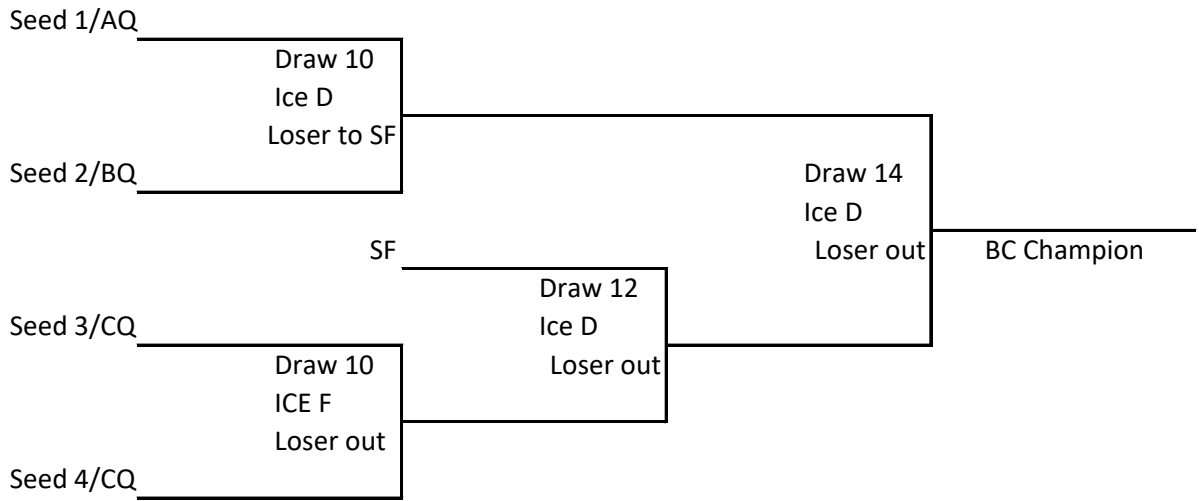 Seed 1/AQ
Draw 10
Ice D
Loser to SF
Seed 2/BQ
Draw 14
Ice D
Loser out
BC Champion
SF
Draw 12
Ice D
Loser out
Seed 3/CQ
Draw 10
ICE F
Loser out
Seed 4/CQ